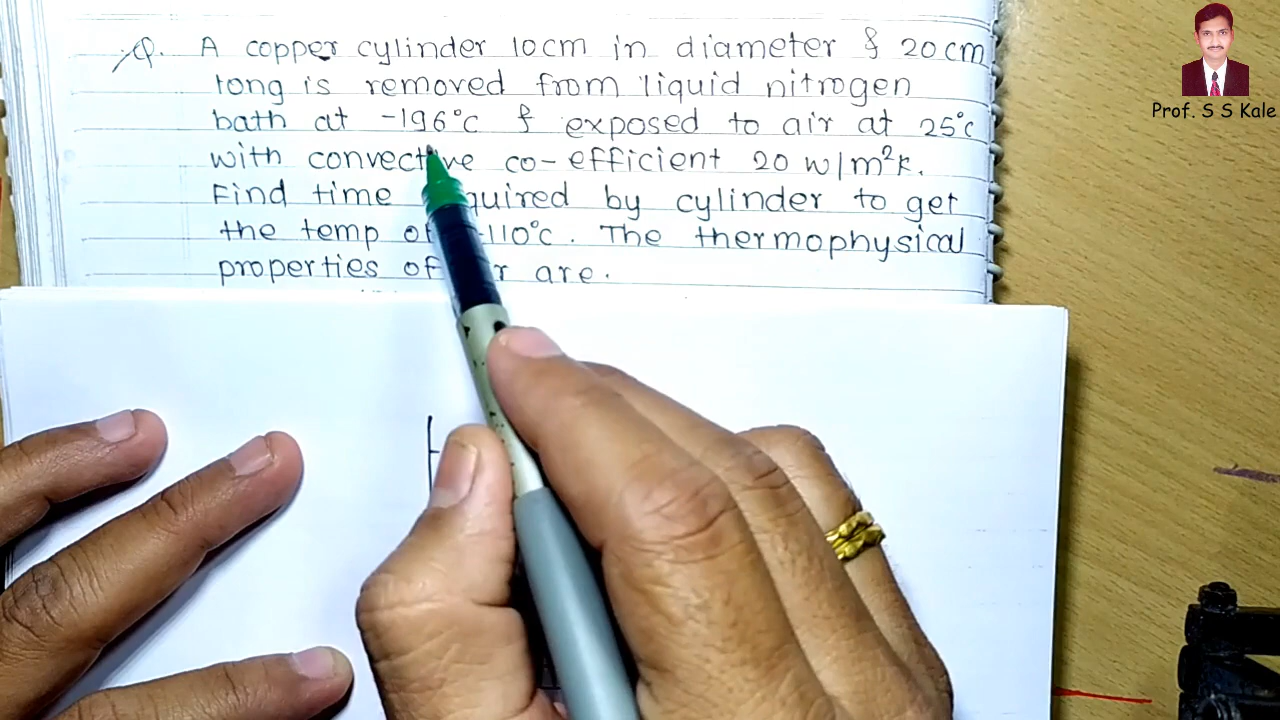 Q. A copper cylinder 10cm in diameter & 20cm
long is removed from liquid nitrogen
bath at -196°c & exposed to air at 25°c
with convective co-efficient 20 w/m²k.
Find time quired by cylinder to get
the temp of -110°c. The thermophysical
properties of are.
Prof. S S Kale